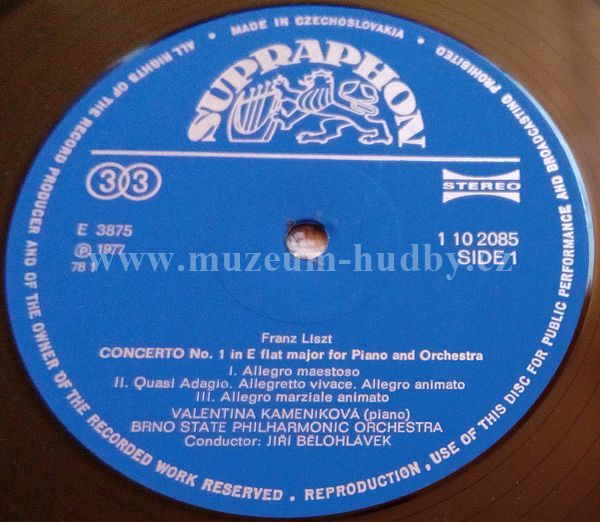 ALL RIGHTS OF THE RECORD PRODUCER AND OF THE OWNER OF THE RECORDED WORK RESERVED • REPRODUCTION, USE OF THIS DISC FOR PUBLIC PERFORMANCE AND BROADCASTING PROHIBITED
• MADE IN CZECHOSLOVAKIA •
SUPRAPHON
33
STEREO
E 3875
℗ 1977
78 1
1 10 2085
SIDE 1
www.muzeum-hudby.cz
Franz Liszt
CONCERTO No. 1 in E flat major for Piano and Orchestra
I. Allegro maestoso
II. Quasi Adagio. Allegretto vivace. Allegro animato
III. Allegro marziale animato
VALENTINA KAMENÍKOVÁ (piano)
BRNO STATE PHILHARMONIC ORCHESTRA
Conductor: JIŘÍ BĚLOHLÁVEK